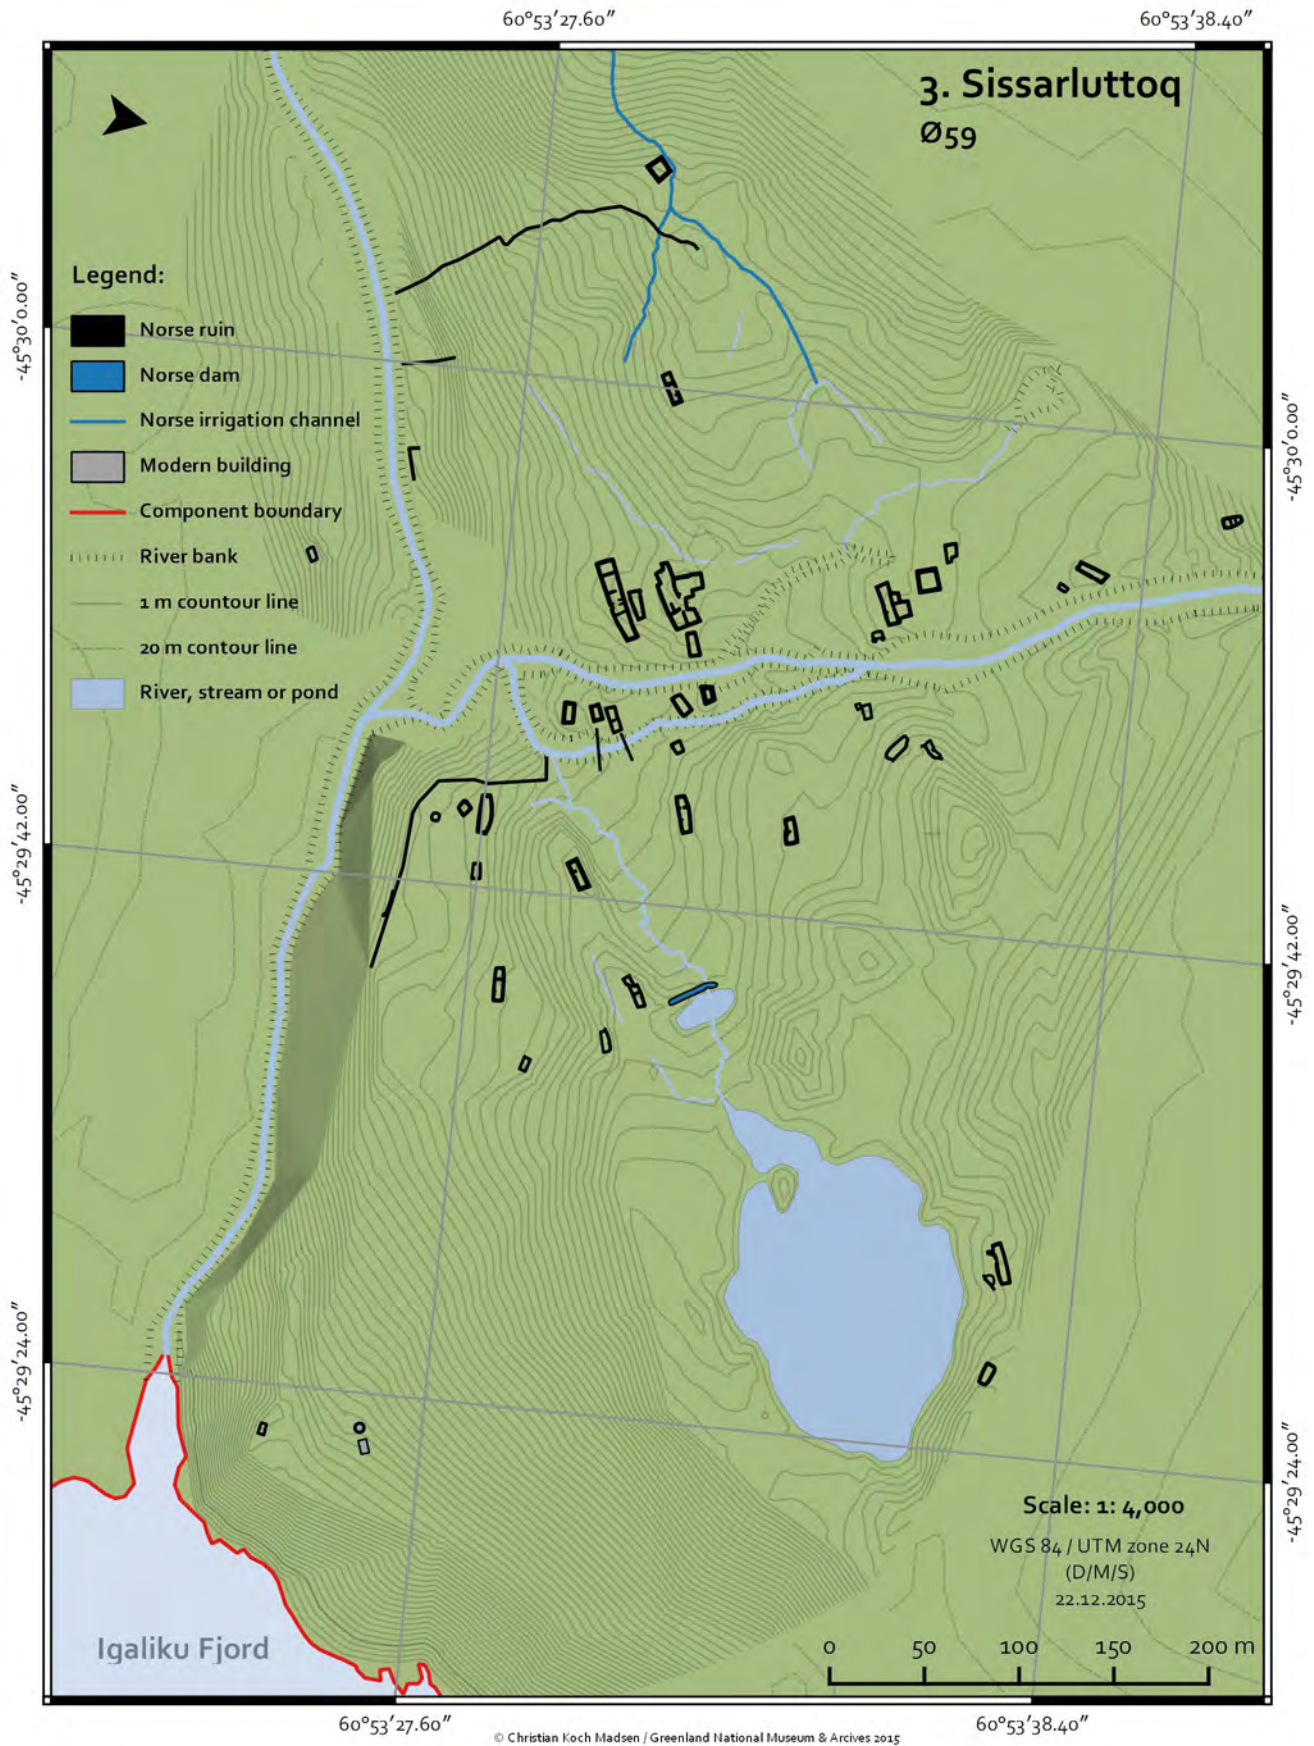 60°53'27.60"
60°53'38.40"
3. Sissarluttoq
Ø59
Legend:
Norse ruin
Norse dam
Norse irrigation channel
Modern building
Component boundary
River bank
1 m countour line
20 m contour line
River, stream or pond
-45°30'0.00"
-45°29'42.00"
-45°29'24.00"
-45°30'0.00"
-45°29'42.00"
-45°29'24.00"
Scale: 1: 4,000
WGS 84 / UTM zone 24N
(D/M/S)
22.12.2015
0 50 100 150 200 m
Igaliku Fjord
60°53'27.60"
60°53'38.40"
© Christian Koch Madsen / Greenland National Museum & Arcives 2015